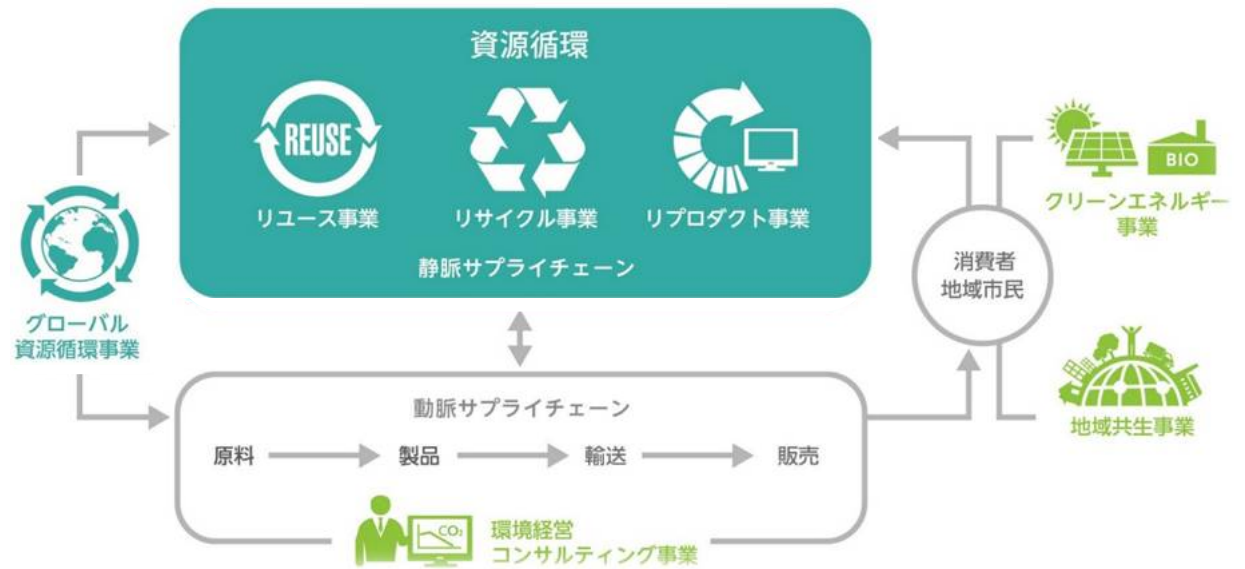 資源循環
REUSE
リユース事業
リサイクル事業
リプロダクト事業
静脈サプライチェーン
グローバル
資源循環事業
BIO
クリーンエネルギー
事業
消費者
地域市民
地域共生事業
動脈サプライチェーン
原料
製品
輸送
販売
CO₂
環境経営
コンサルティング事業